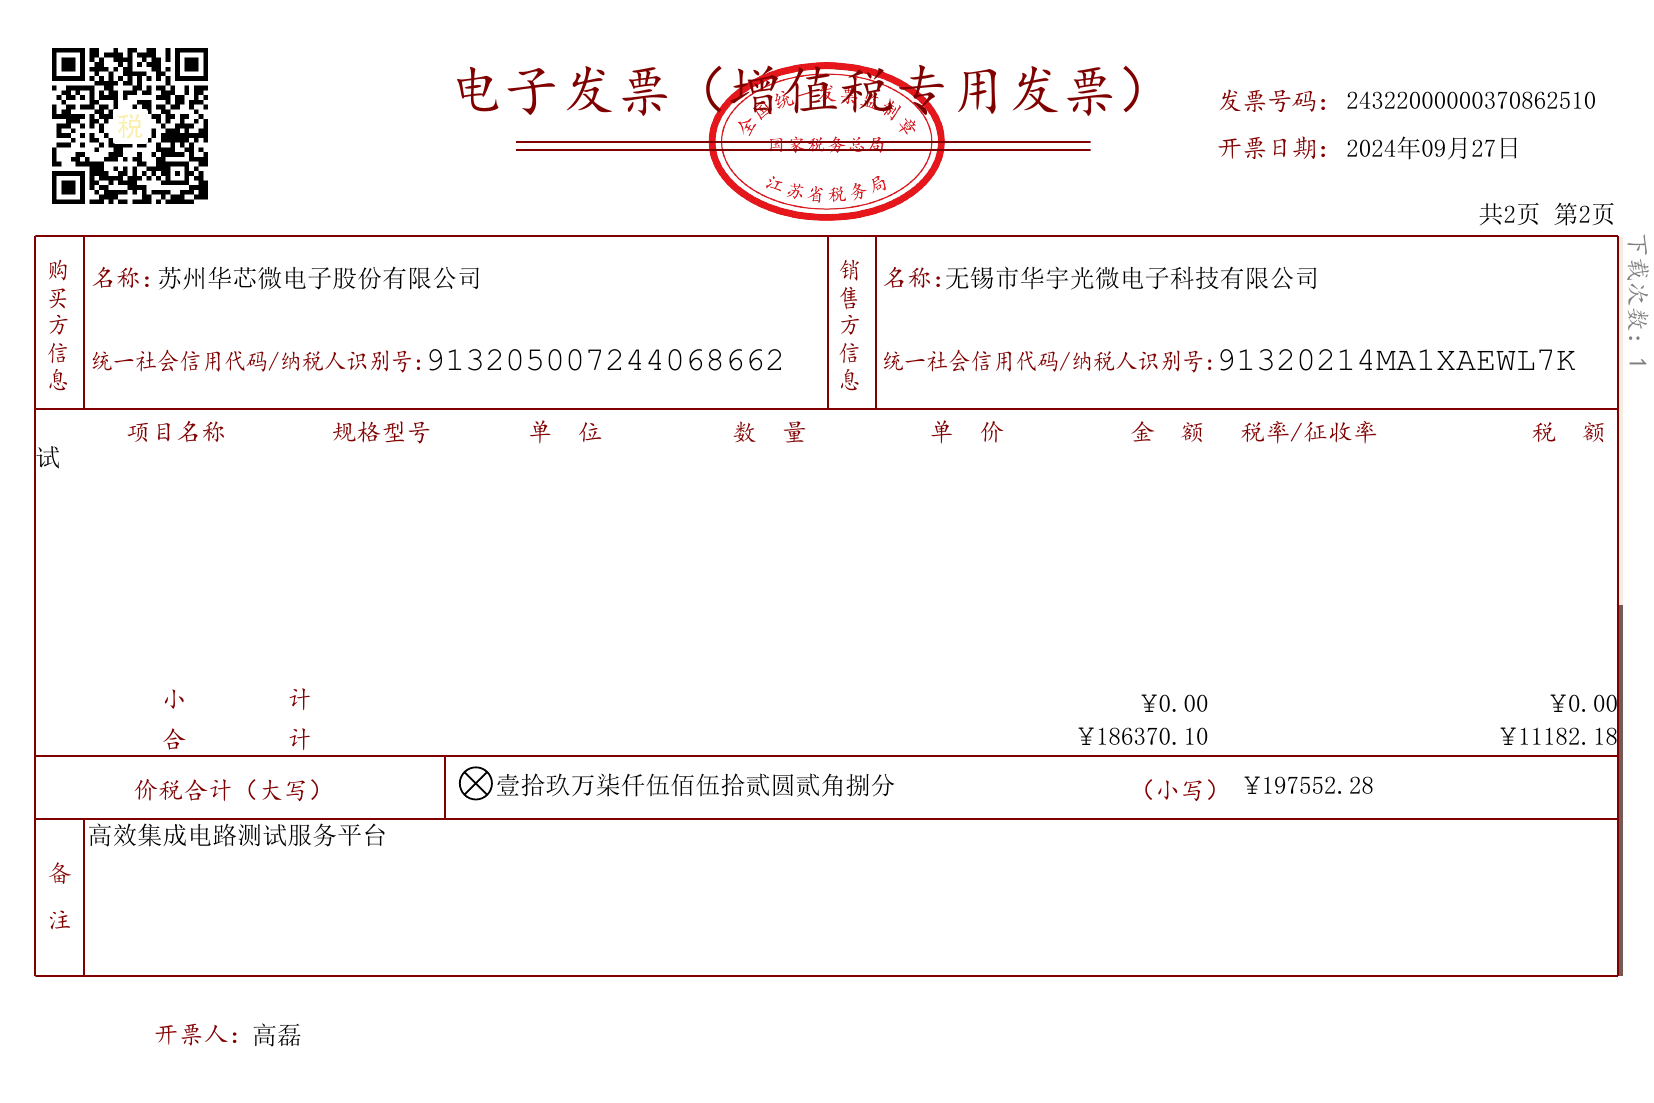 电子发票（增值税专用发票）
全国统一发票监制章
国家税务总局
江苏省税务局
税
发票号码：24322000000370862510
开票日期：2024年09月27日
共2页 第2页
下载次数：1
购买方信息
名称：苏州华芯微电子股份有限公司
统一社会信用代码/纳税人识别号：913205007244068662
销售方信息
名称：无锡市华宇光微电子科技有限公司
统一社会信用代码/纳税人识别号：91320214MA1XAEWL7K
项目名称 规格型号 单 位 数 量 单 价 金 额 税率/征收率 税 额
试
小 计 ¥0.00 ¥0.00
合 计 ¥186370.10 ¥11182.18
价税合计（大写） 壹拾玖万柒仟伍佰伍拾贰圆贰角捌分 （小写） ¥197552.28
备注
高效集成电路测试服务平台
开票人：高磊